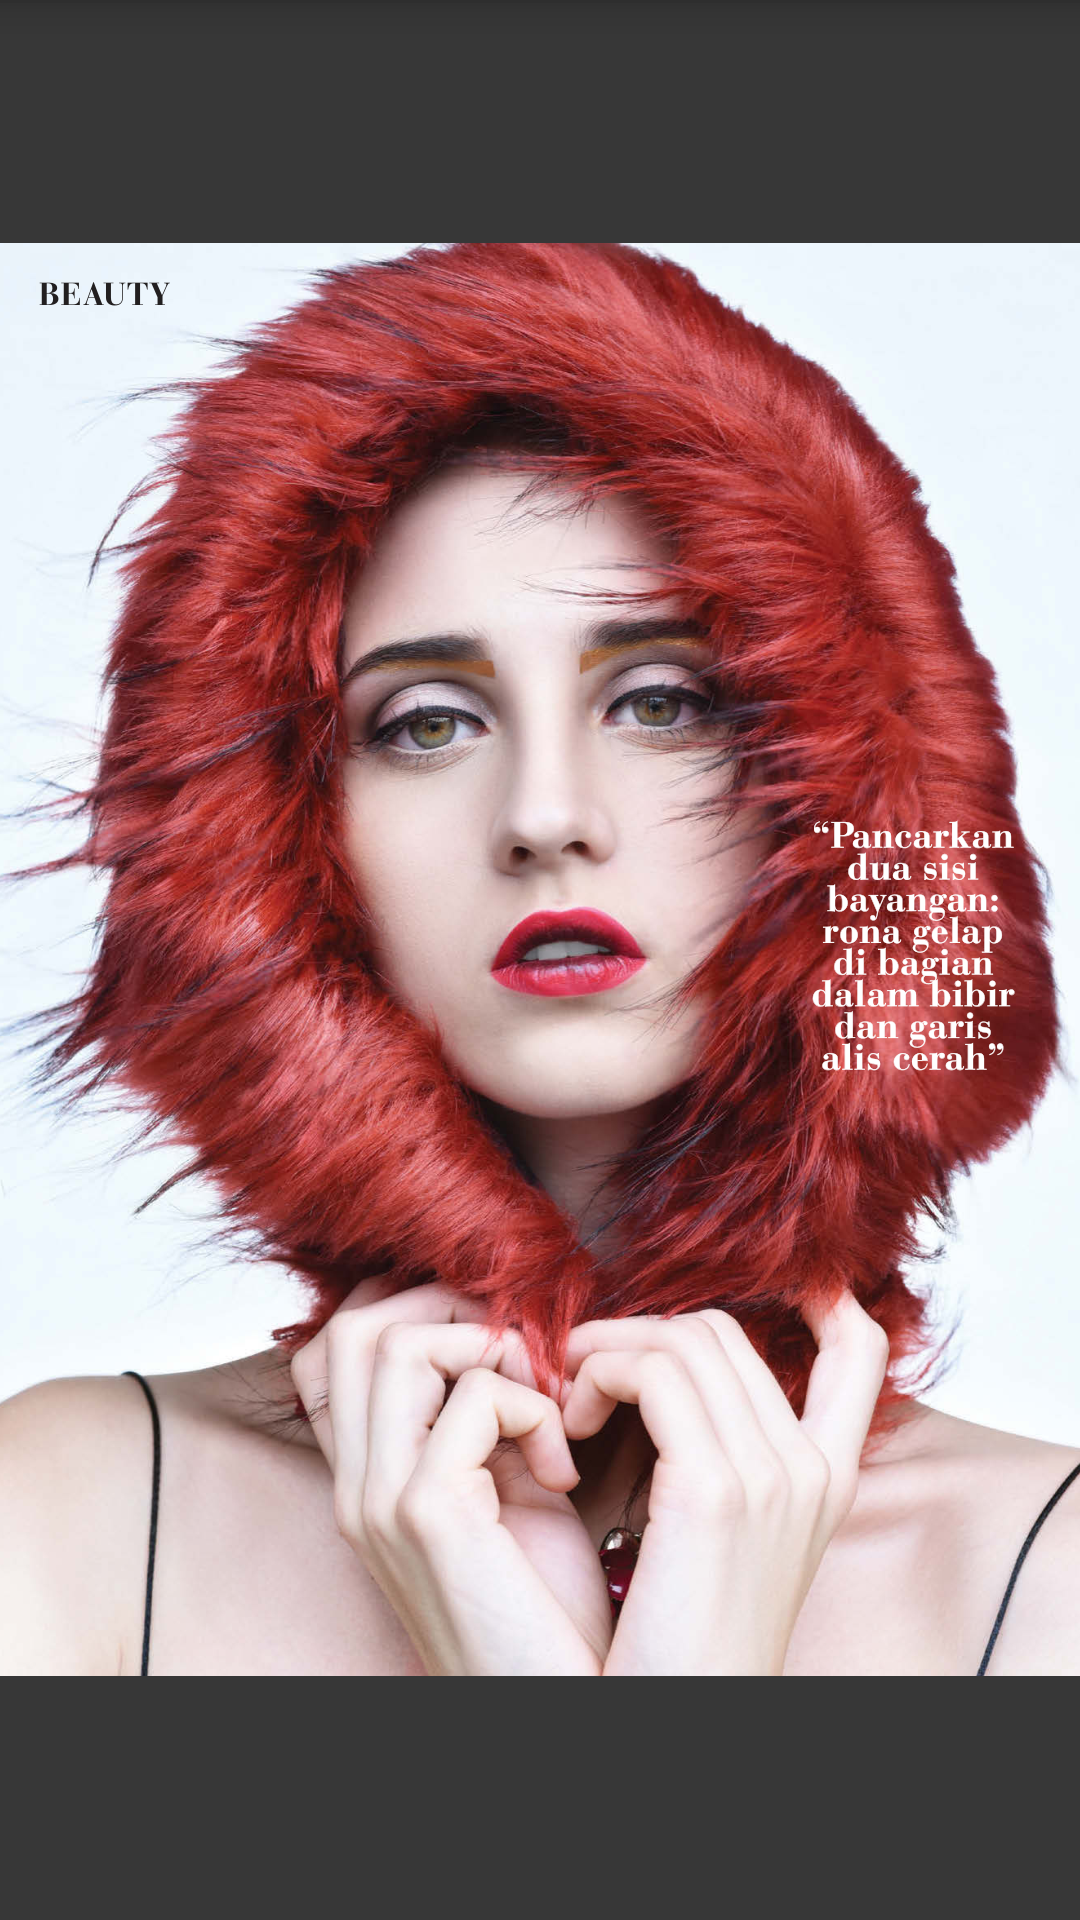 BEAUTY
“Pancarkan
dua sisi
bayangan:
rona gelap
di bagian
dalam bibir
dan garis
alis cerah”